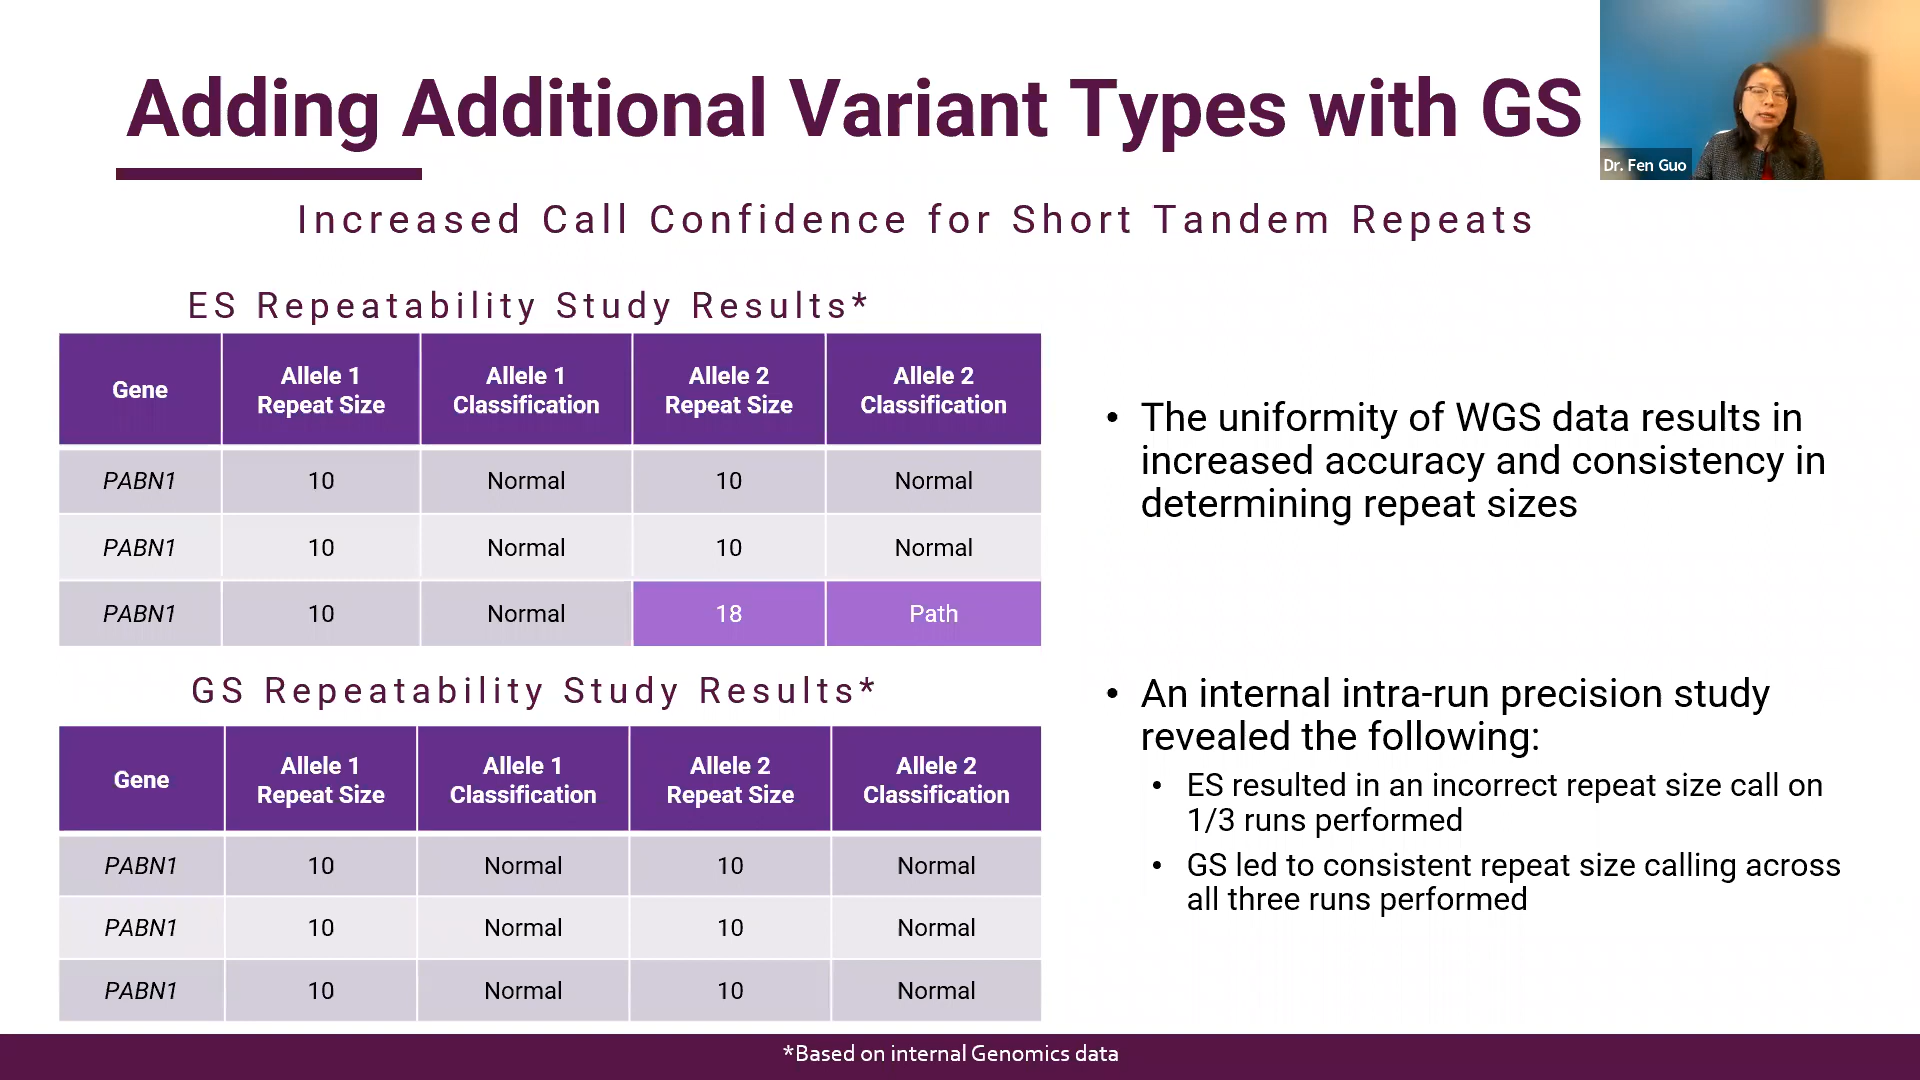 Adding Additional Variant Types with GS
Dr. Fen Guo
Increased Call Confidence for Short Tandem Repeats
ES Repeatability Study Results*
Gene | Allele 1 Repeat Size | Allele 1 Classification | Allele 2 Repeat Size | Allele 2 Classification
PABN1 | 10 | Normal | 10 | Normal
PABN1 | 10 | Normal | 10 | Normal
PABN1 | 10 | Normal | 18 | Path
GS Repeatability Study Results*
Gene | Allele 1 Repeat Size | Allele 1 Classification | Allele 2 Repeat Size | Allele 2 Classification
PABN1 | 10 | Normal | 10 | Normal
PABN1 | 10 | Normal | 10 | Normal
PABN1 | 10 | Normal | 10 | Normal
• The uniformity of WGS data results in
increased accuracy and consistency in
determining repeat sizes
• An internal intra-run precision study
revealed the following:
• ES resulted in an incorrect repeat size call on
1/3 runs performed
• GS led to consistent repeat size calling across
all three runs performed
*Based on internal Genomics data